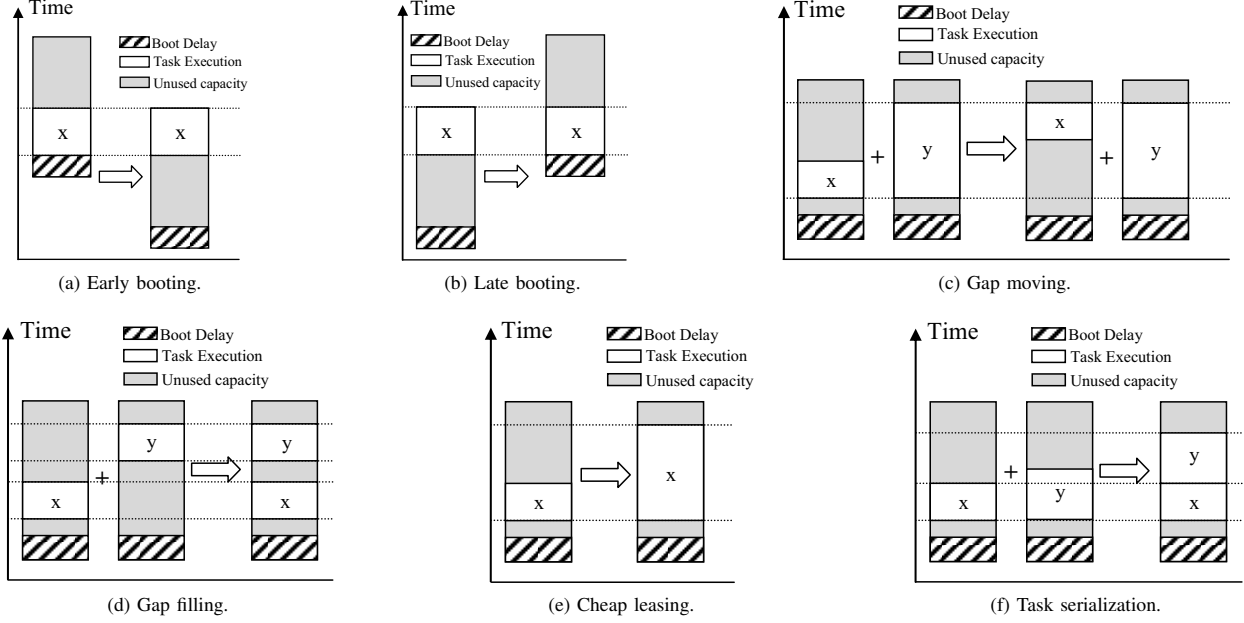 Time
Boot Delay
Task Execution
Unused capacity
x
x
(a) Early booting.
Time
Boot Delay
Task Execution
Unused capacity
x
x
(b) Late booting.
Time
Boot Delay
Task Execution
Unused capacity
x
+
y
x
+
y
(c) Gap moving.
Time
Boot Delay
Task Execution
Unused capacity
x
+
y
y
x
(d) Gap filling.
Time
Boot Delay
Task Execution
Unused capacity
x
x
(e) Cheap leasing.
Time
Boot Delay
Task Execution
Unused capacity
x
+
y
y
x
(f) Task serialization.